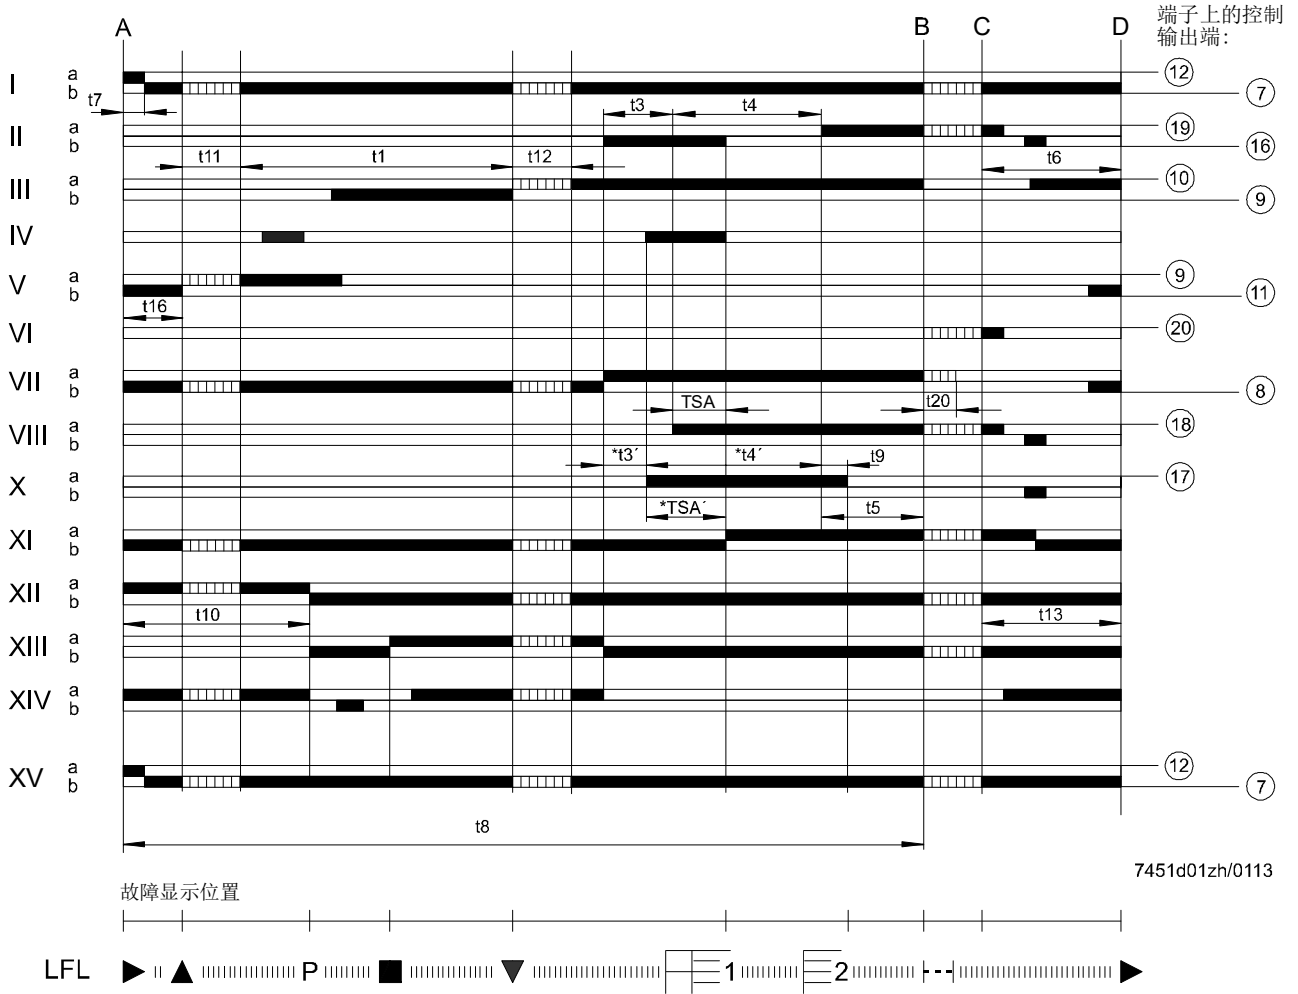 端子上的控制
输出端:
A B C D
I a b 12 7
t7 t3 t4
II a b 19 16
t11 t1 t12 t6
III a b 10 9
IV
V a b 9 11
t16
VI 20
VII a b 8
TSA t20
VIII a b 18
*t3´ *t4´ t9
X a b 17
*TSA´ t5
XI a b
XII a b
t10 t13
XIII a b
XIV a b
XV a b 12 7
t8
7451d01zh/0113
故障显示位置
LFL P 1 2